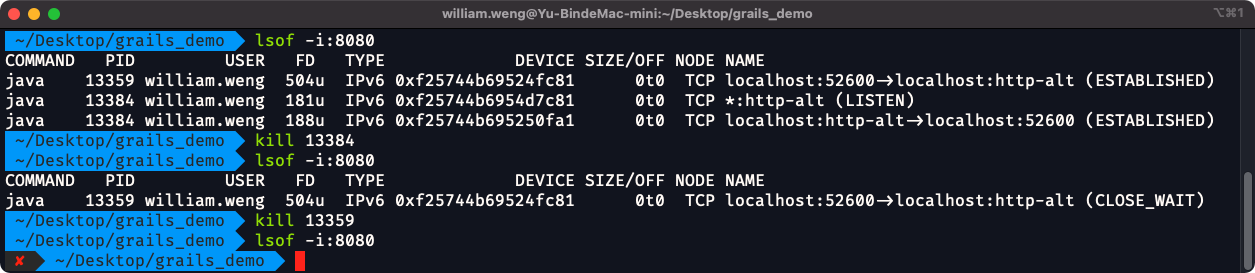 william.weng@Yu-BindeMac-mini:~/Desktop/grails_demo ⌥⌘1
~/Desktop/grails_demo lsof -i:8080
COMMAND PID USER FD TYPE DEVICE SIZE/OFF NODE NAME
java 13359 william.weng 504u IPv6 0xf25744b69524fc81 0t0 TCP localhost:52600->localhost:http-alt (ESTABLISHED)
java 13384 william.weng 181u IPv6 0xf25744b6954d7c81 0t0 TCP *:http-alt (LISTEN)
java 13384 william.weng 188u IPv6 0xf25744b695250fa1 0t0 TCP localhost:http-alt->localhost:52600 (ESTABLISHED)
~/Desktop/grails_demo kill 13384
~/Desktop/grails_demo lsof -i:8080
COMMAND PID USER FD TYPE DEVICE SIZE/OFF NODE NAME
java 13359 william.weng 504u IPv6 0xf25744b69524fc81 0t0 TCP localhost:52600->localhost:http-alt (CLOSE_WAIT)
~/Desktop/grails_demo kill 13359
~/Desktop/grails_demo lsof -i:8080
✘ ~/Desktop/grails_demo